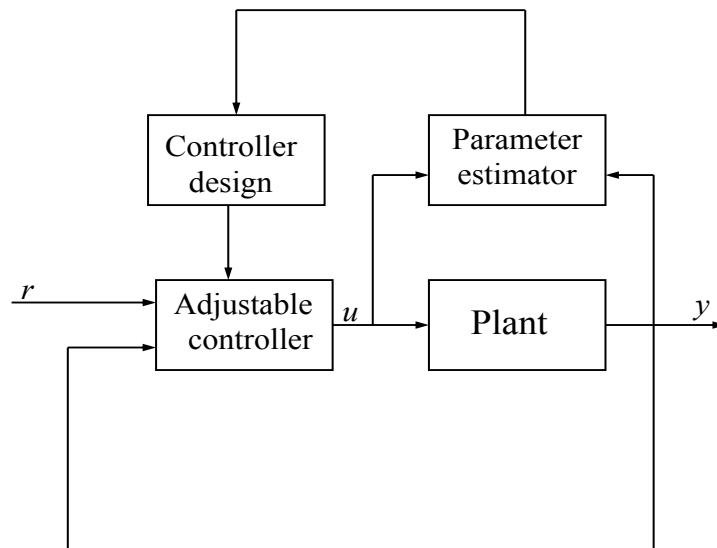 Controller
design
Parameter
estimator
r
Adjustable
controller
u
Plant
y